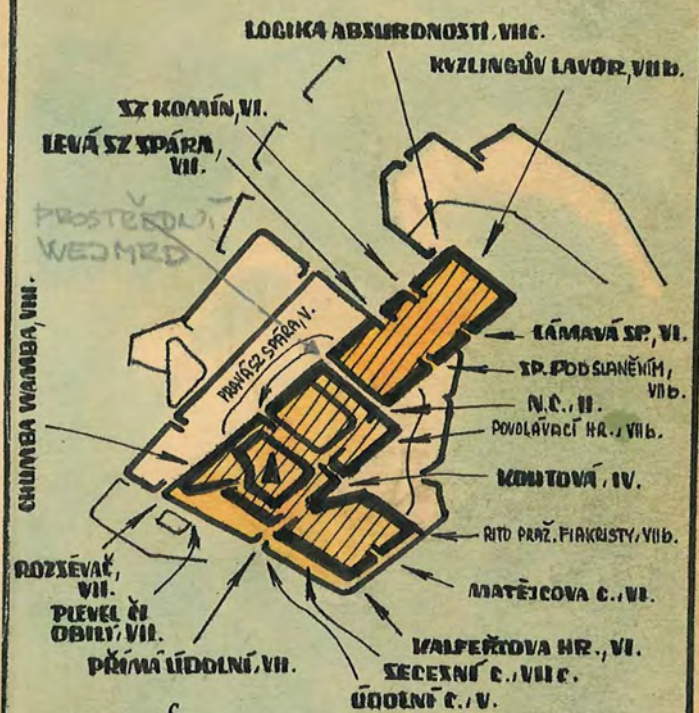 LOGIKA ABSURDNOSTI, VIIc.
KVZLINGŮV LAVÓR, VIIb.
SZ KOMÍN, VI.
LEVÁ SZ SPÁRA,
VII.
PROSTŘEDNÍ
WEJMRD
CHUMBA WAMBA, VIII.
PRAVÁ SZ SPÁRA, V.
LÁMAVÁ SP., VI.
SP. POD SLANĚNÍM,
VIIb.
N.C., II.
POVOLÁVACÍ HR., VIIb.
KOUTOVÁ, IV.
RITO PRAŽ. FIAKRISTY, VIIb.
MATĚJCOVA C., VI.
ROZSÉVAČ,
VII.
PLEVEL ČI
OBILÍ, VII.
PŘÍMÁ ÚDOLNÍ, VII.
KALFEŘTOVA HR., VI.
SECESNÍ C., VIIc.
ÚDOLNÍ C., V.